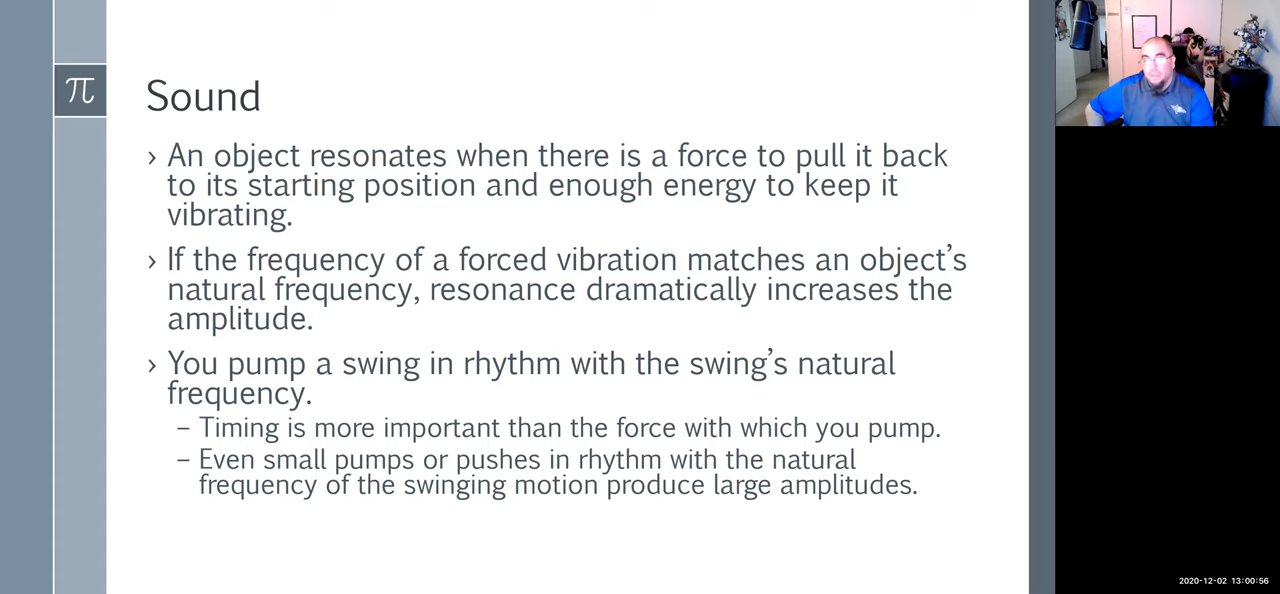 π
Sound
› An object resonates when there is a force to pull it back
to its starting position and enough energy to keep it
vibrating.
› If the frequency of a forced vibration matches an object’s
natural frequency, resonance dramatically increases the
amplitude.
› You pump a swing in rhythm with the swing’s natural
frequency.
– Timing is more important than the force with which you pump.
– Even small pumps or pushes in rhythm with the natural
frequency of the swinging motion produce large amplitudes.
2020-12-02 13:00:56